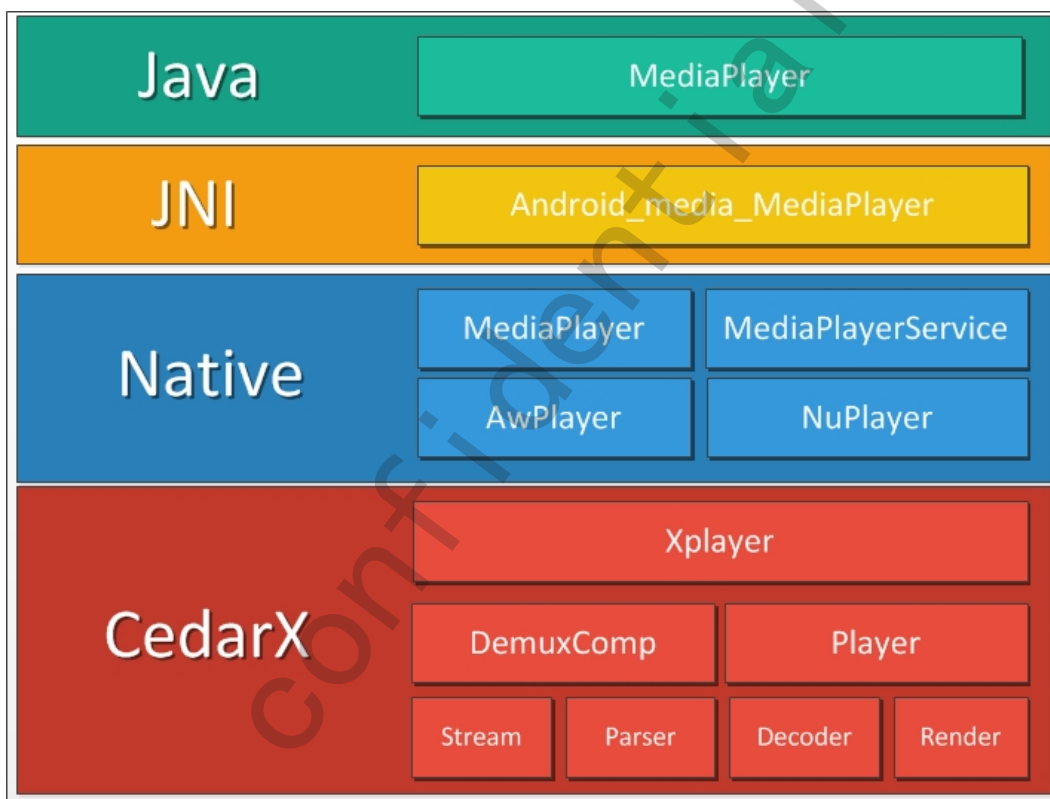 Java
MediaPlayer
JNI
Android_media_MediaPlayer
Native
MediaPlayer
MediaPlayerService
AwPlayer
NuPlayer
CedarX
Xplayer
DemuxComp
Player
Stream
Parser
Decoder
Render
confidential